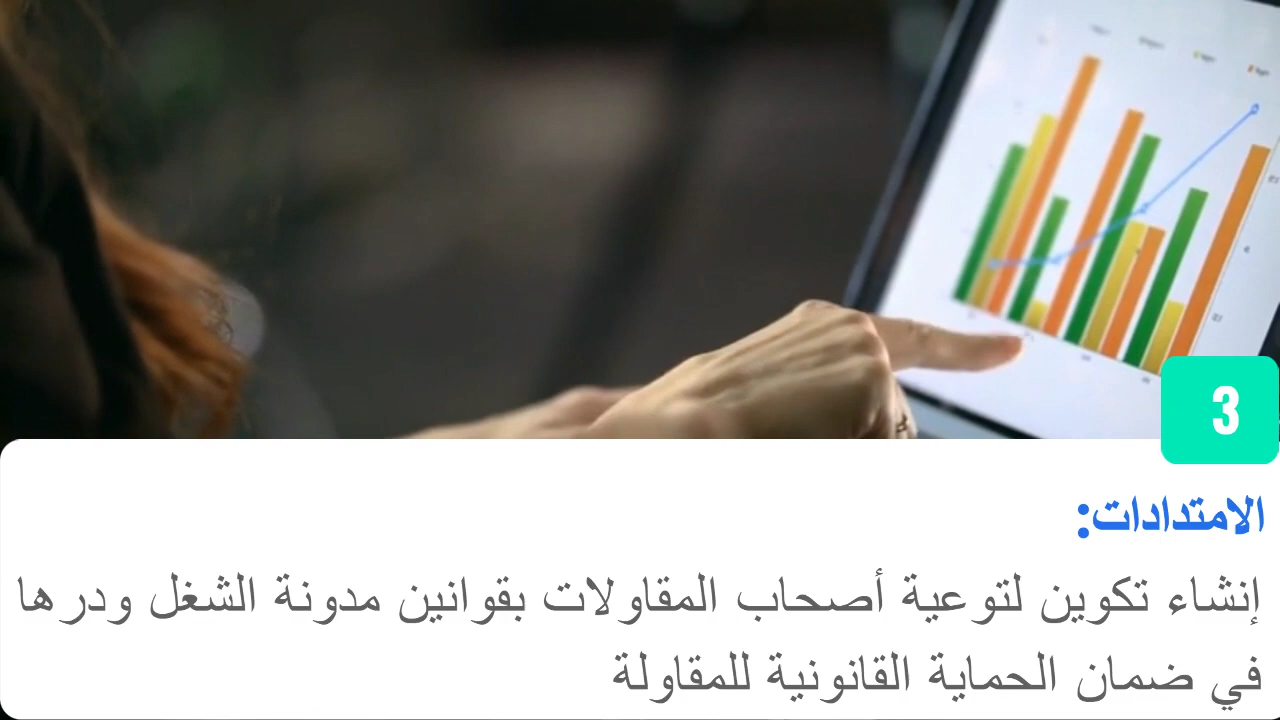 3
الامتدادات:
إنشاء تكوين لتوعية أصحاب المقاولات بقوانين مدونة الشغل ودرها
في ضمان الحماية القانونية للمقاولة